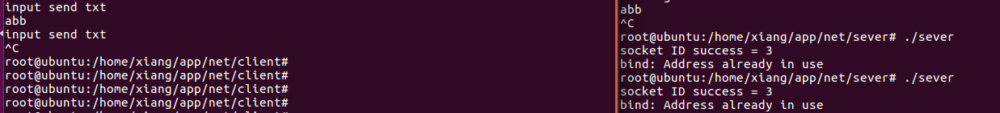 input send txt
abb
input send txt
^C
root@ubuntu:/home/xiang/app/net/client#
root@ubuntu:/home/xiang/app/net/client#
root@ubuntu:/home/xiang/app/net/client#
root@ubuntu:/home/xiang/app/net/client#
abb
^C
root@ubuntu:/home/xiang/app/net/sever# ./sever
socket ID success = 3
bind: Address already in use
root@ubuntu:/home/xiang/app/net/sever# ./sever
socket ID success = 3
bind: Address already in use